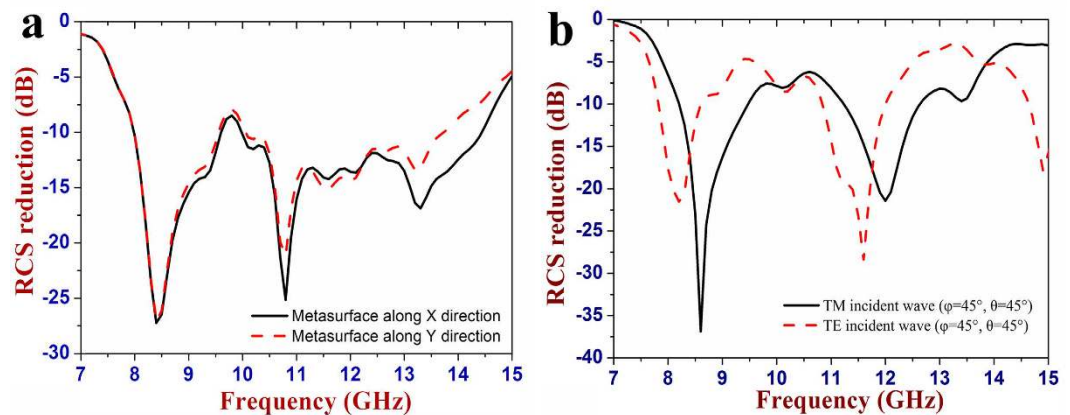 a
RCS reduction (dB)
0
-5
-10
-15
-20
-25
-30
Metasurface along X direction
Metasurface along Y direction
7 8 9 10 11 12 13 14 15
Frequency (GHz)
b
RCS reduction (dB)
0
-5
-10
-15
-20
-25
-30
-35
-40
TM incident wave (φ=45°, θ=45°)
TE incident wave (φ=45°, θ=45°)
7 8 9 10 11 12 13 14 15
Frequency (GHz)